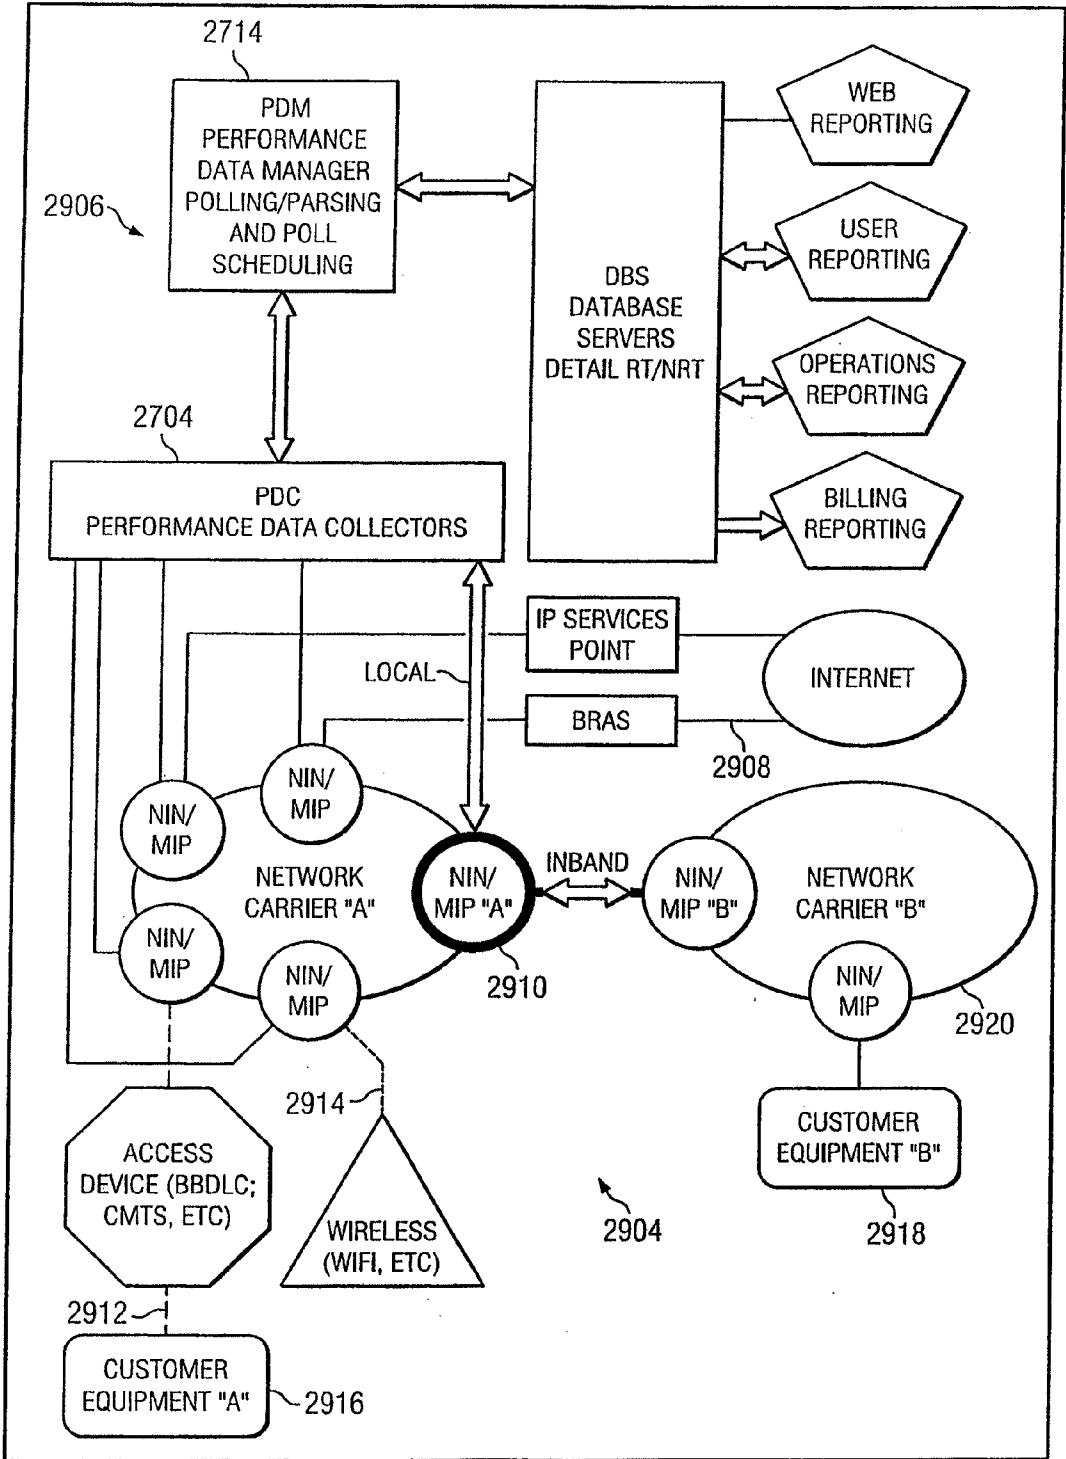 2714
PDM
PERFORMANCE
DATA MANAGER
POLLING/PARSING
AND POLL
SCHEDULING
2906
DBS
DATABASE
SERVERS
DETAIL RT/NRT
WEB
REPORTING
USER
REPORTING
OPERATIONS
REPORTING
BILLING
REPORTING
2704
PDC
PERFORMANCE DATA COLLECTORS
LOCAL
IP SERVICES
POINT
BRAS
INTERNET
2908
NIN/
MIP
NIN/
MIP
NETWORK
CARRIER "A"
NIN/
MIP "A"
INBAND
NIN/
MIP "B"
NETWORK
CARRIER "B"
NIN/
MIP
NIN/
MIP
2910
NIN/
MIP
2920
2914
ACCESS
DEVICE (BBDLC;
CMTS, ETC)
WIRELESS
(WIFI, ETC)
CUSTOMER
EQUIPMENT "B"
2904
2918
2912
CUSTOMER
EQUIPMENT "A"
2916